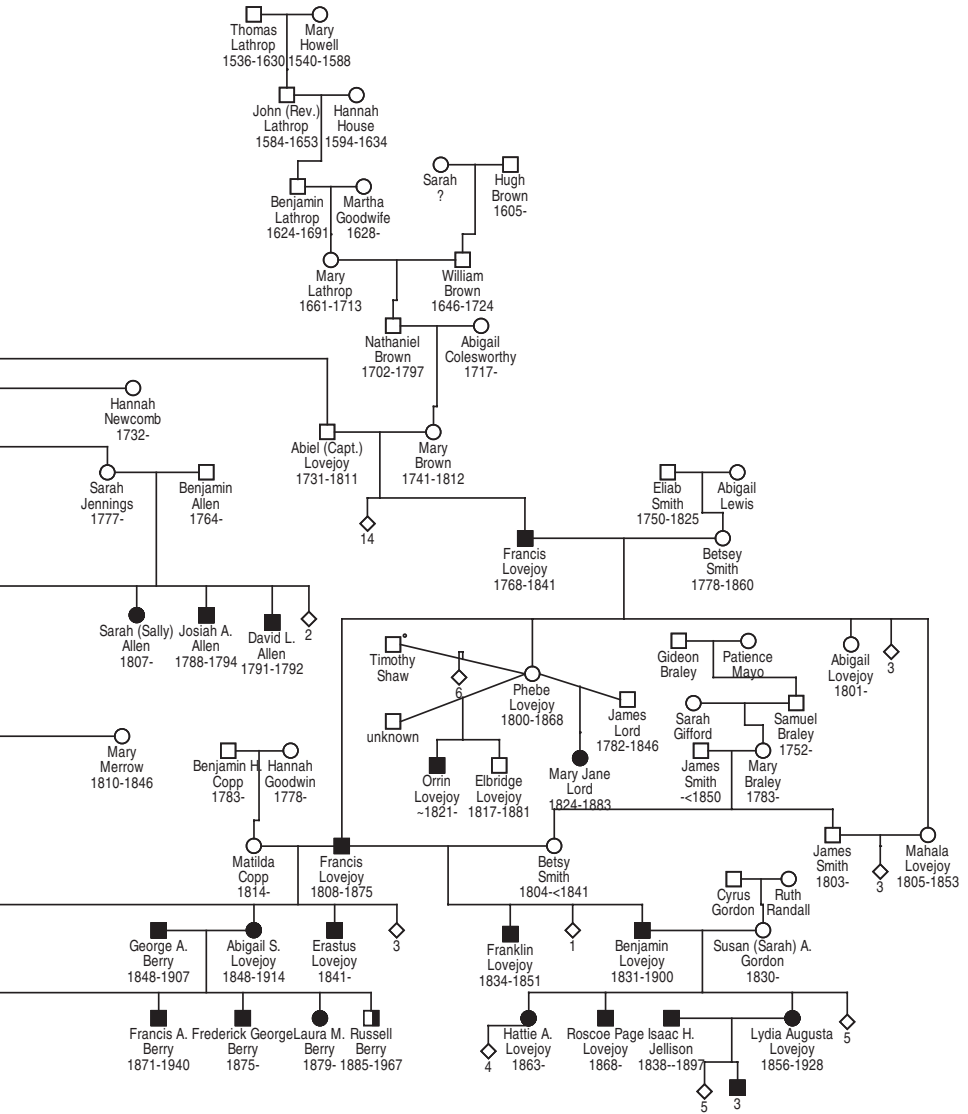 Thomas
Lathrop
1536-1630
Mary
Howell
1540-1588
John (Rev.)
Lathrop
1584-1653
Hannah
House
1594-1634
Sarah
?
Hugh
Brown
1605-
Benjamin
Lathrop
1624-1691
Martha
Goodwife
1628-
Mary
Lathrop
1661-1713
William
Brown
1646-1724
Nathaniel
Brown
1702-1797
Abigail
Colesworthy
1717-
Hannah
Newcomb
1732-
Abiel (Capt.)
Lovejoy
1731-1811
Mary
Brown
1741-1812
Sarah
Jennings
1777-
Benjamin
Allen
1764-
Eliab
Smith
1750-1825
Abigail
Lewis
14
Francis
Lovejoy
1768-1841
Betsey
Smith
1778-1860
Sarah (Sally)
Allen
1807-
Josiah A.
Allen
1788-1794
David L.
Allen
1791-1792
2
Timothy
Shaw
6
Phebe
Lovejoy
1800-1868
Gideon
Braley
Patience
Mayo
Abigail
Lovejoy
1801-
3
unknown
James
Lord
1782-1846
Sarah
Gifford
Samuel
Braley
1752-
Mary
Merrow
1810-1846
Benjamin H.
Copp
1783-
Hannah
Goodwin
1778-
Orrin
Lovejoy
~1821-
Elbridge
Lovejoy
1817-1881
Mary Jane
Lord
1824-1883
James
Smith
-<1850
Mary
Braley
1783-
Matilda
Copp
1814-
Francis
Lovejoy
1808-1875
Betsy
Smith
1804-<1841
James
Smith
1803-
3
Mahala
Lovejoy
1805-1853
Cyrus
Gordon
Ruth
Randall
George A.
Berry
1848-1907
Abigail S.
Lovejoy
1848-1914
Erastus
Lovejoy
1841-
3
Franklin
Lovejoy
1834-1851
1
Benjamin
Lovejoy
1831-1900
Susan (Sarah) A.
Gordon
1830-
Francis A.
Berry
1871-1940
Frederick George
Berry
1875-
Laura M.
Berry
1879-
Russell
Berry
1885-1967
4
Hattie A.
Lovejoy
1863-
Roscoe Page
Lovejoy
1868-
Isaac H.
Jellison
1838--1897
Lydia Augusta
Lovejoy
1856-1928
5
5
3